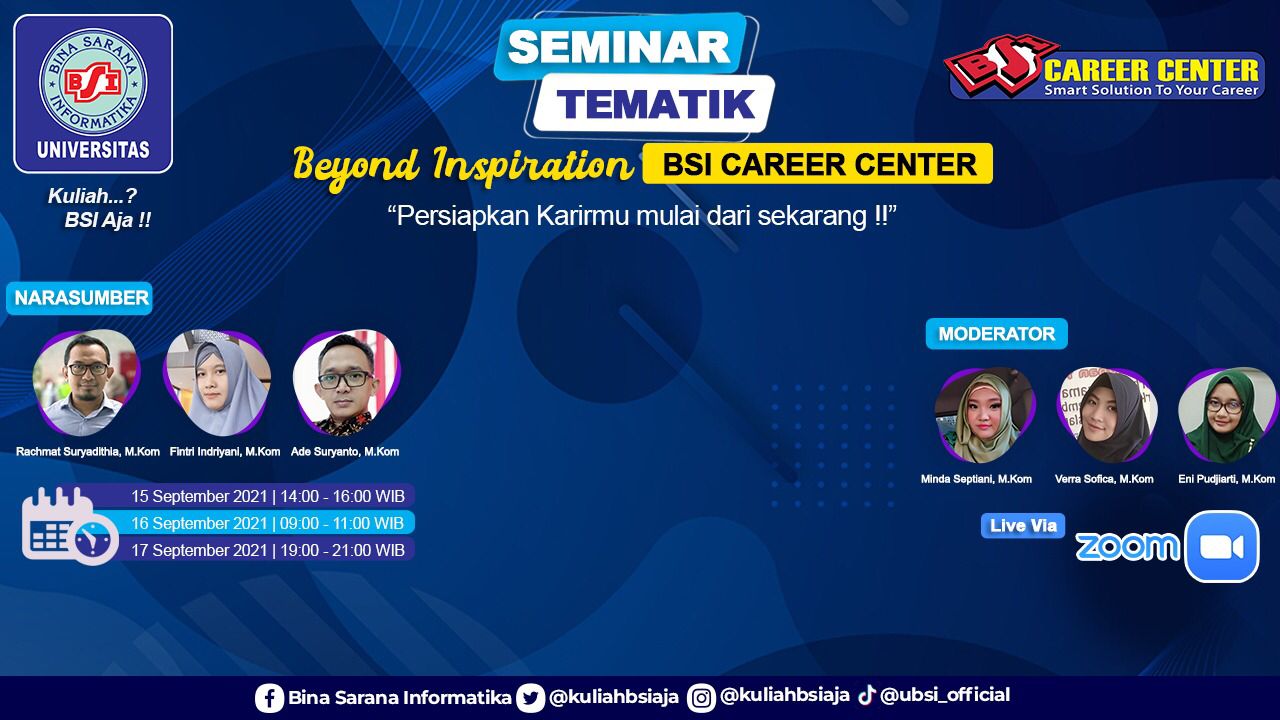 BINA SARANA
BSI
INFORMATIKA
UNIVERSITAS
Kuliah...?
BSI Aja !!
SEMINAR
TEMATIK
BSI CAREER CENTER
Smart Solution To Your Career
Beyond Inspiration BSI CAREER CENTER
“Persiapkan Karirmu mulai dari sekarang !!”
NARASUMBER
Rachmat Suryadithia, M.Kom
Fintri Indriyani, M.Kom
Ade Suryanto, M.Kom
15 September 2021 | 14:00 - 16:00 WIB
16 September 2021 | 09:00 - 11:00 WIB
17 September 2021 | 19:00 - 21:00 WIB
MODERATOR
Minda Septiani, M.Kom
Verra Sofica, M.Kom
Eni Pudjiarti, M.Kom
Live Via
zoom
Bina Sarana Informatika @kuliahbsiaja @kuliahbsiaja @ubsi_official